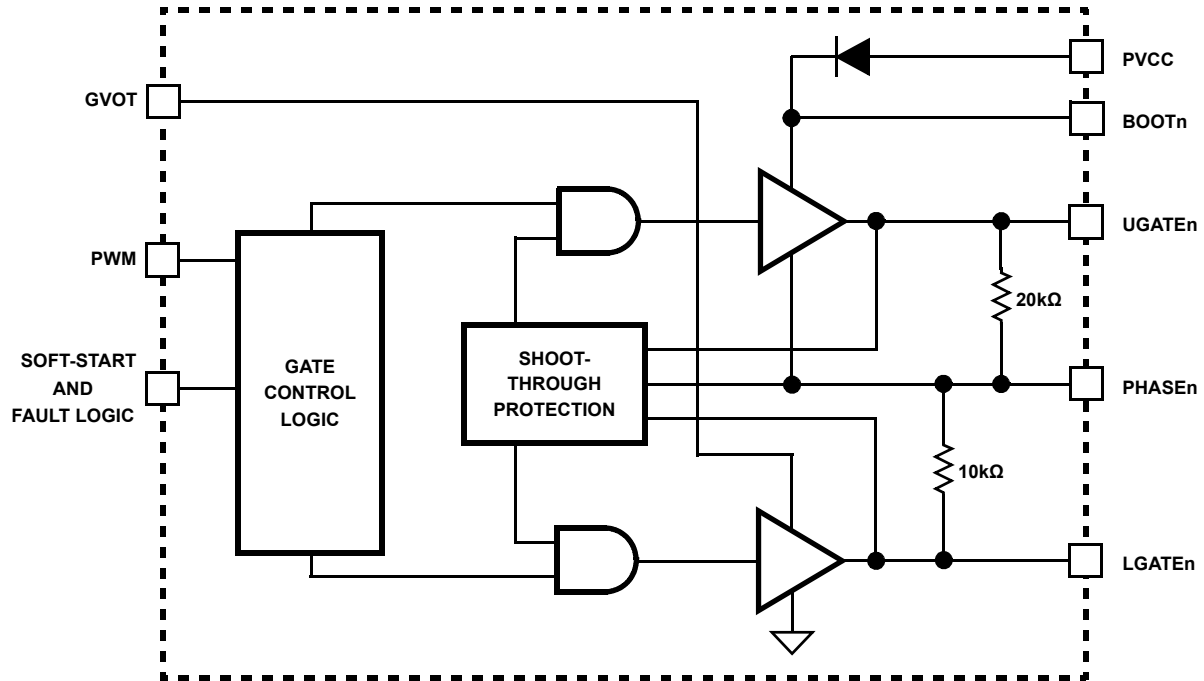 PVCC
GVOT
BOOTn
UGATEn
PWM
20kΩ
SOFT-START
AND
FAULT LOGIC
GATE
CONTROL
LOGIC
SHOOT-
THROUGH
PROTECTION
PHASEn
10kΩ
LGATEn